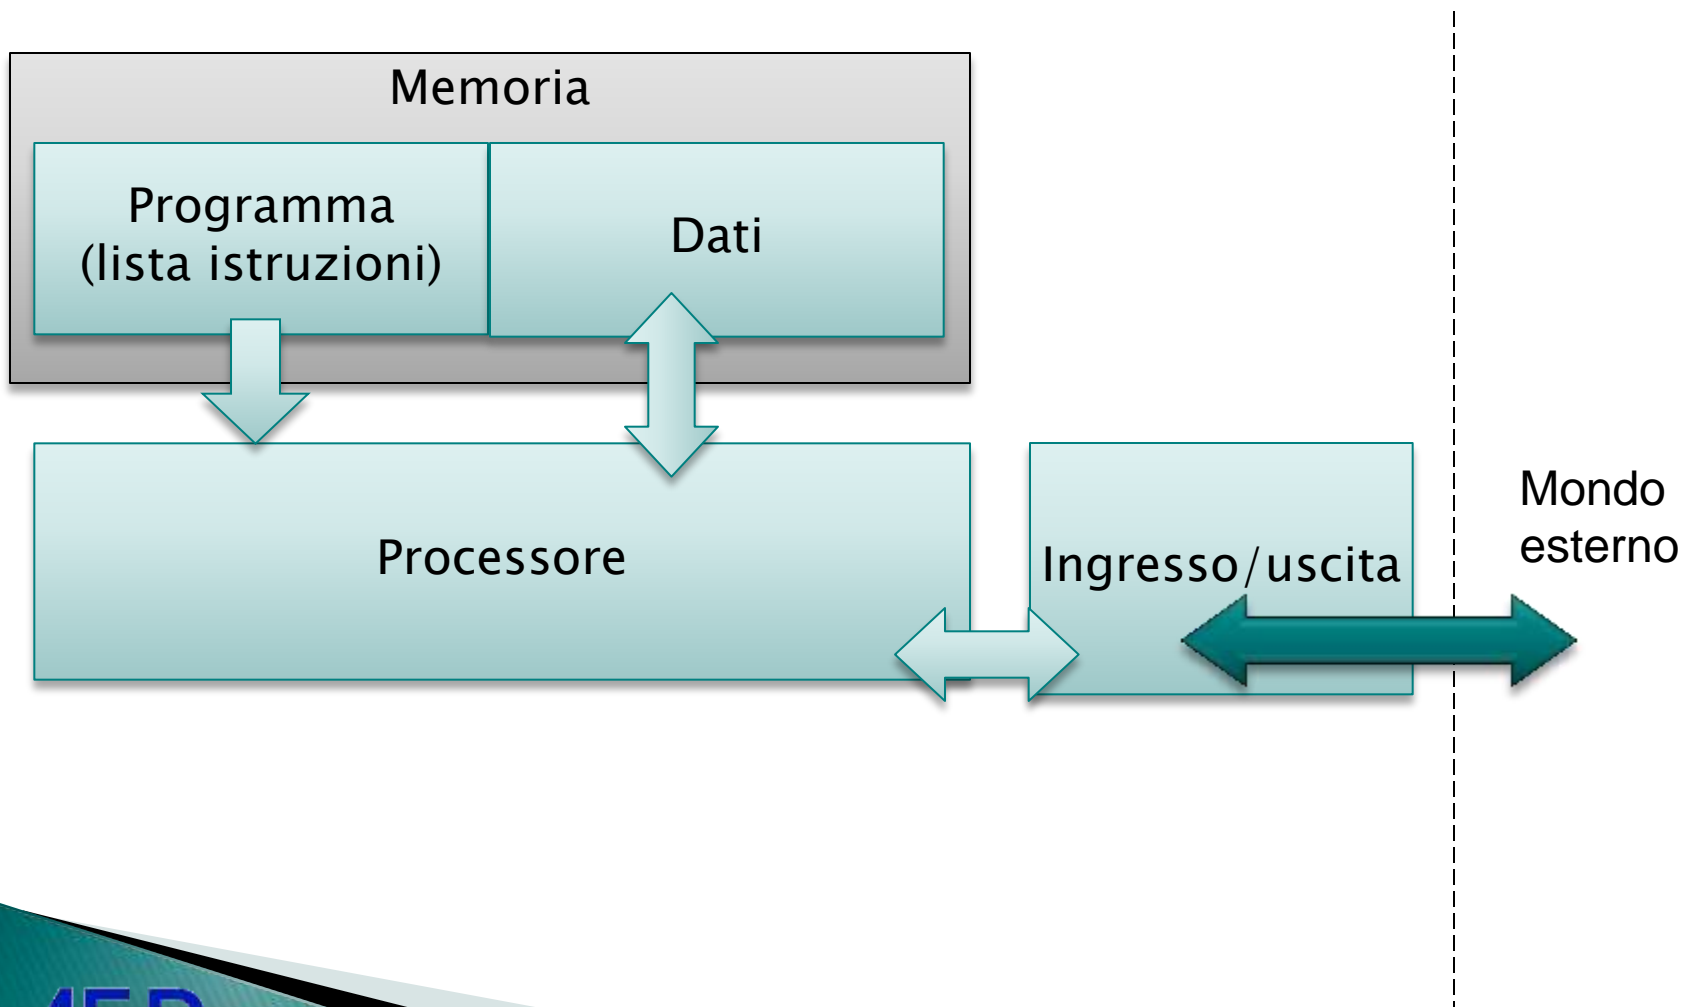 Memoria
Programma
(lista istruzioni)
Dati
Processore
Ingresso/uscita
Mondo
esterno